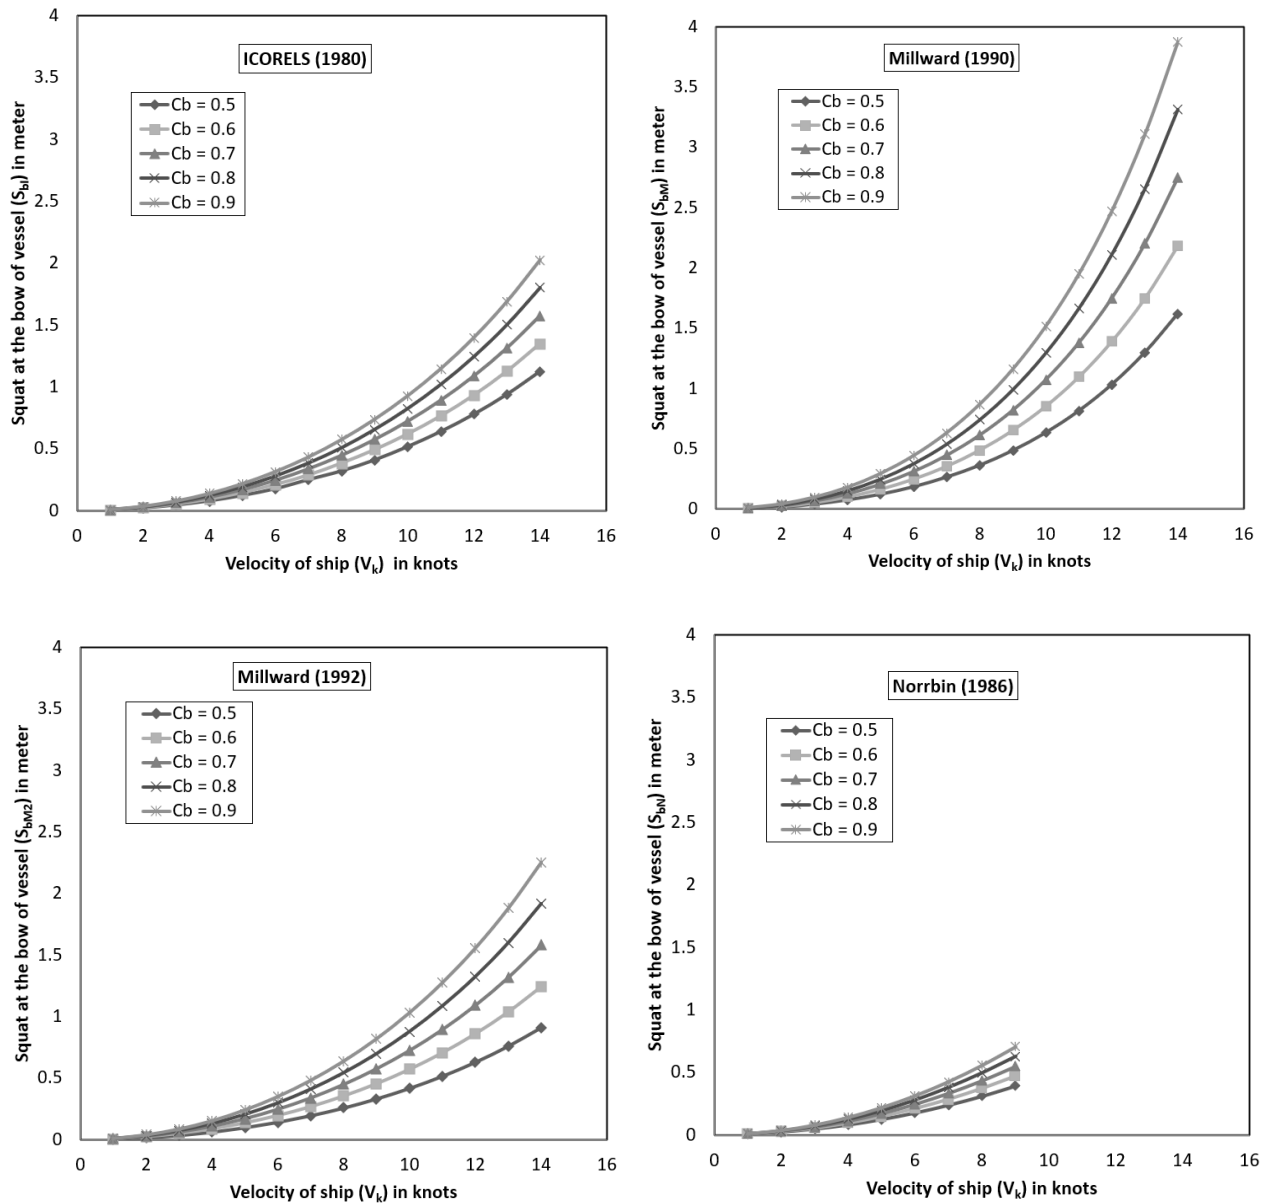 ICORELS (1980)
Squat at the bow of vessel (S_bI) in meter
4
3.5
3
2.5
2
1.5
1
0.5
0
Cb = 0.5
Cb = 0.6
Cb = 0.7
Cb = 0.8
Cb = 0.9
0 2 4 6 8 10 12 14 16
Velocity of ship (V_k) in knots
Millward (1990)
Squat at the bow of vessel (S_bM) in meter
4
3.5
3
2.5
2
1.5
1
0.5
0
Cb = 0.5
Cb = 0.6
Cb = 0.7
Cb = 0.8
Cb = 0.9
0 2 4 6 8 10 12 14 16
Velocity of ship (V_k) in knots
Millward (1992)
Squat at the bow of vessel (S_bM2) in meter
4
3.5
3
2.5
2
1.5
1
0.5
0
Cb = 0.5
Cb = 0.6
Cb = 0.7
Cb = 0.8
Cb = 0.9
0 2 4 6 8 10 12 14 16
Velocity of ship (V_k) in knots
Norrbin (1986)
Squat at the bow of vessel (S_bN) in meter
4
3.5
3
2.5
2
1.5
1
0.5
0
Cb = 0.5
Cb = 0.6
Cb = 0.7
Cb = 0.8
Cb = 0.9
0 2 4 6 8 10 12 14 16
Velocity of ship (V_k) in knots